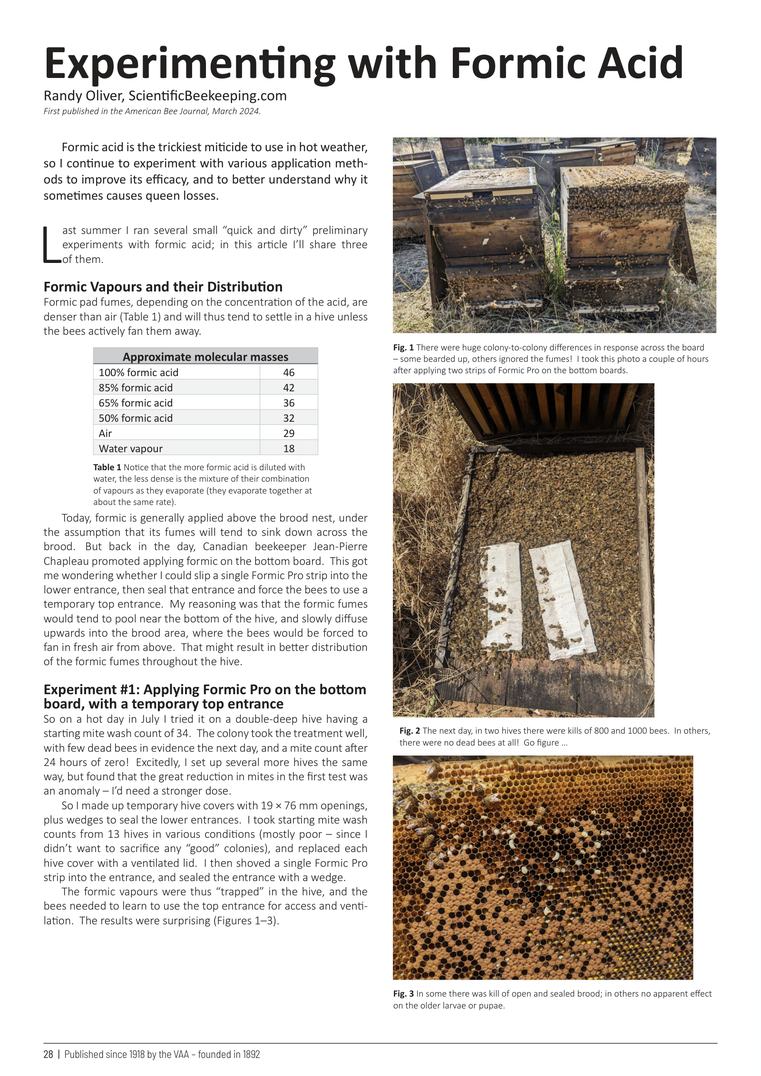 Experimenting with Formic Acid
Randy Oliver, ScientificBeekeeping.com
First published in the American Bee Journal, March 2024.
Formic acid is the trickiest miticide to use in hot weather,
so I continue to experiment with various application meth-
ods to improve its efficacy, and to better understand why it
sometimes causes queen losses.
Last summer I ran several small “quick and dirty” preliminary
experiments with formic acid; in this article I’ll share three
of them.
Formic Vapours and their Distribution
Formic pad fumes, depending on the concentration of the acid, are
denser than air (Table 1) and will thus tend to settle in a hive unless
the bees actively fan them away.
Approximate molecular masses
100% formic acid 46
85% formic acid 42
65% formic acid 36
50% formic acid 32
Air 29
Water vapour 18
Table 1 Notice that the more formic acid is diluted with
water, the less dense is the mixture of their combination
of vapours as they evaporate (they evaporate together at
about the same rate).
Today, formic is generally applied above the brood nest, under
the assumption that its fumes will tend to sink down across the
brood. But back in the day, Canadian beekeeper Jean-Pierre
Chapleau promoted applying formic on the bottom board. This got
me wondering whether I could slip a single Formic Pro strip into the
lower entrance, then seal that entrance and force the bees to use a
temporary top entrance. My reasoning was that the formic fumes
would tend to pool near the bottom of the hive, and slowly diffuse
upwards into the brood area, where the bees would be forced to
fan in fresh air from above. That might result in better distribution
of the formic fumes throughout the hive.
Experiment #1: Applying Formic Pro on the bottom
board, with a temporary top entrance
So on a hot day in July I tried it on a double-deep hive having a
starting mite wash count of 34. The colony took the treatment well,
with few dead bees in evidence the next day, and a mite count after
24 hours of zero! Excitedly, I set up several more hives the same
way, but found that the great reduction in mites in the first test was
an anomaly – I’d need a stronger dose.
So I made up temporary hive covers with 19 × 76 mm openings,
plus wedges to seal the lower entrances. I took starting mite wash
counts from 13 hives in various conditions (mostly poor – since I
didn’t want to sacrifice any “good” colonies), and replaced each
hive cover with a ventilated lid. I then shoved a single Formic Pro
strip into the entrance, and sealed the entrance with a wedge.
The formic vapours were thus “trapped” in the hive, and the
bees needed to learn to use the top entrance for access and venti-
lation. The results were surprising (Figures 1–3).
Fig. 1 There were huge colony-to-colony differences in response across the board
– some bearded up, others ignored the fumes! I took this photo a couple of hours
after applying two strips of Formic Pro on the bottom boards.
Fig. 2 The next day, in two hives there were kills of 800 and 1000 bees. In others,
there were no dead bees at all! Go figure ...
Fig. 3 In some there was kill of open and sealed brood; in others no apparent effect
on the older larvae or pupae.
28 | Published since 1918 by the VAA – founded in 1892